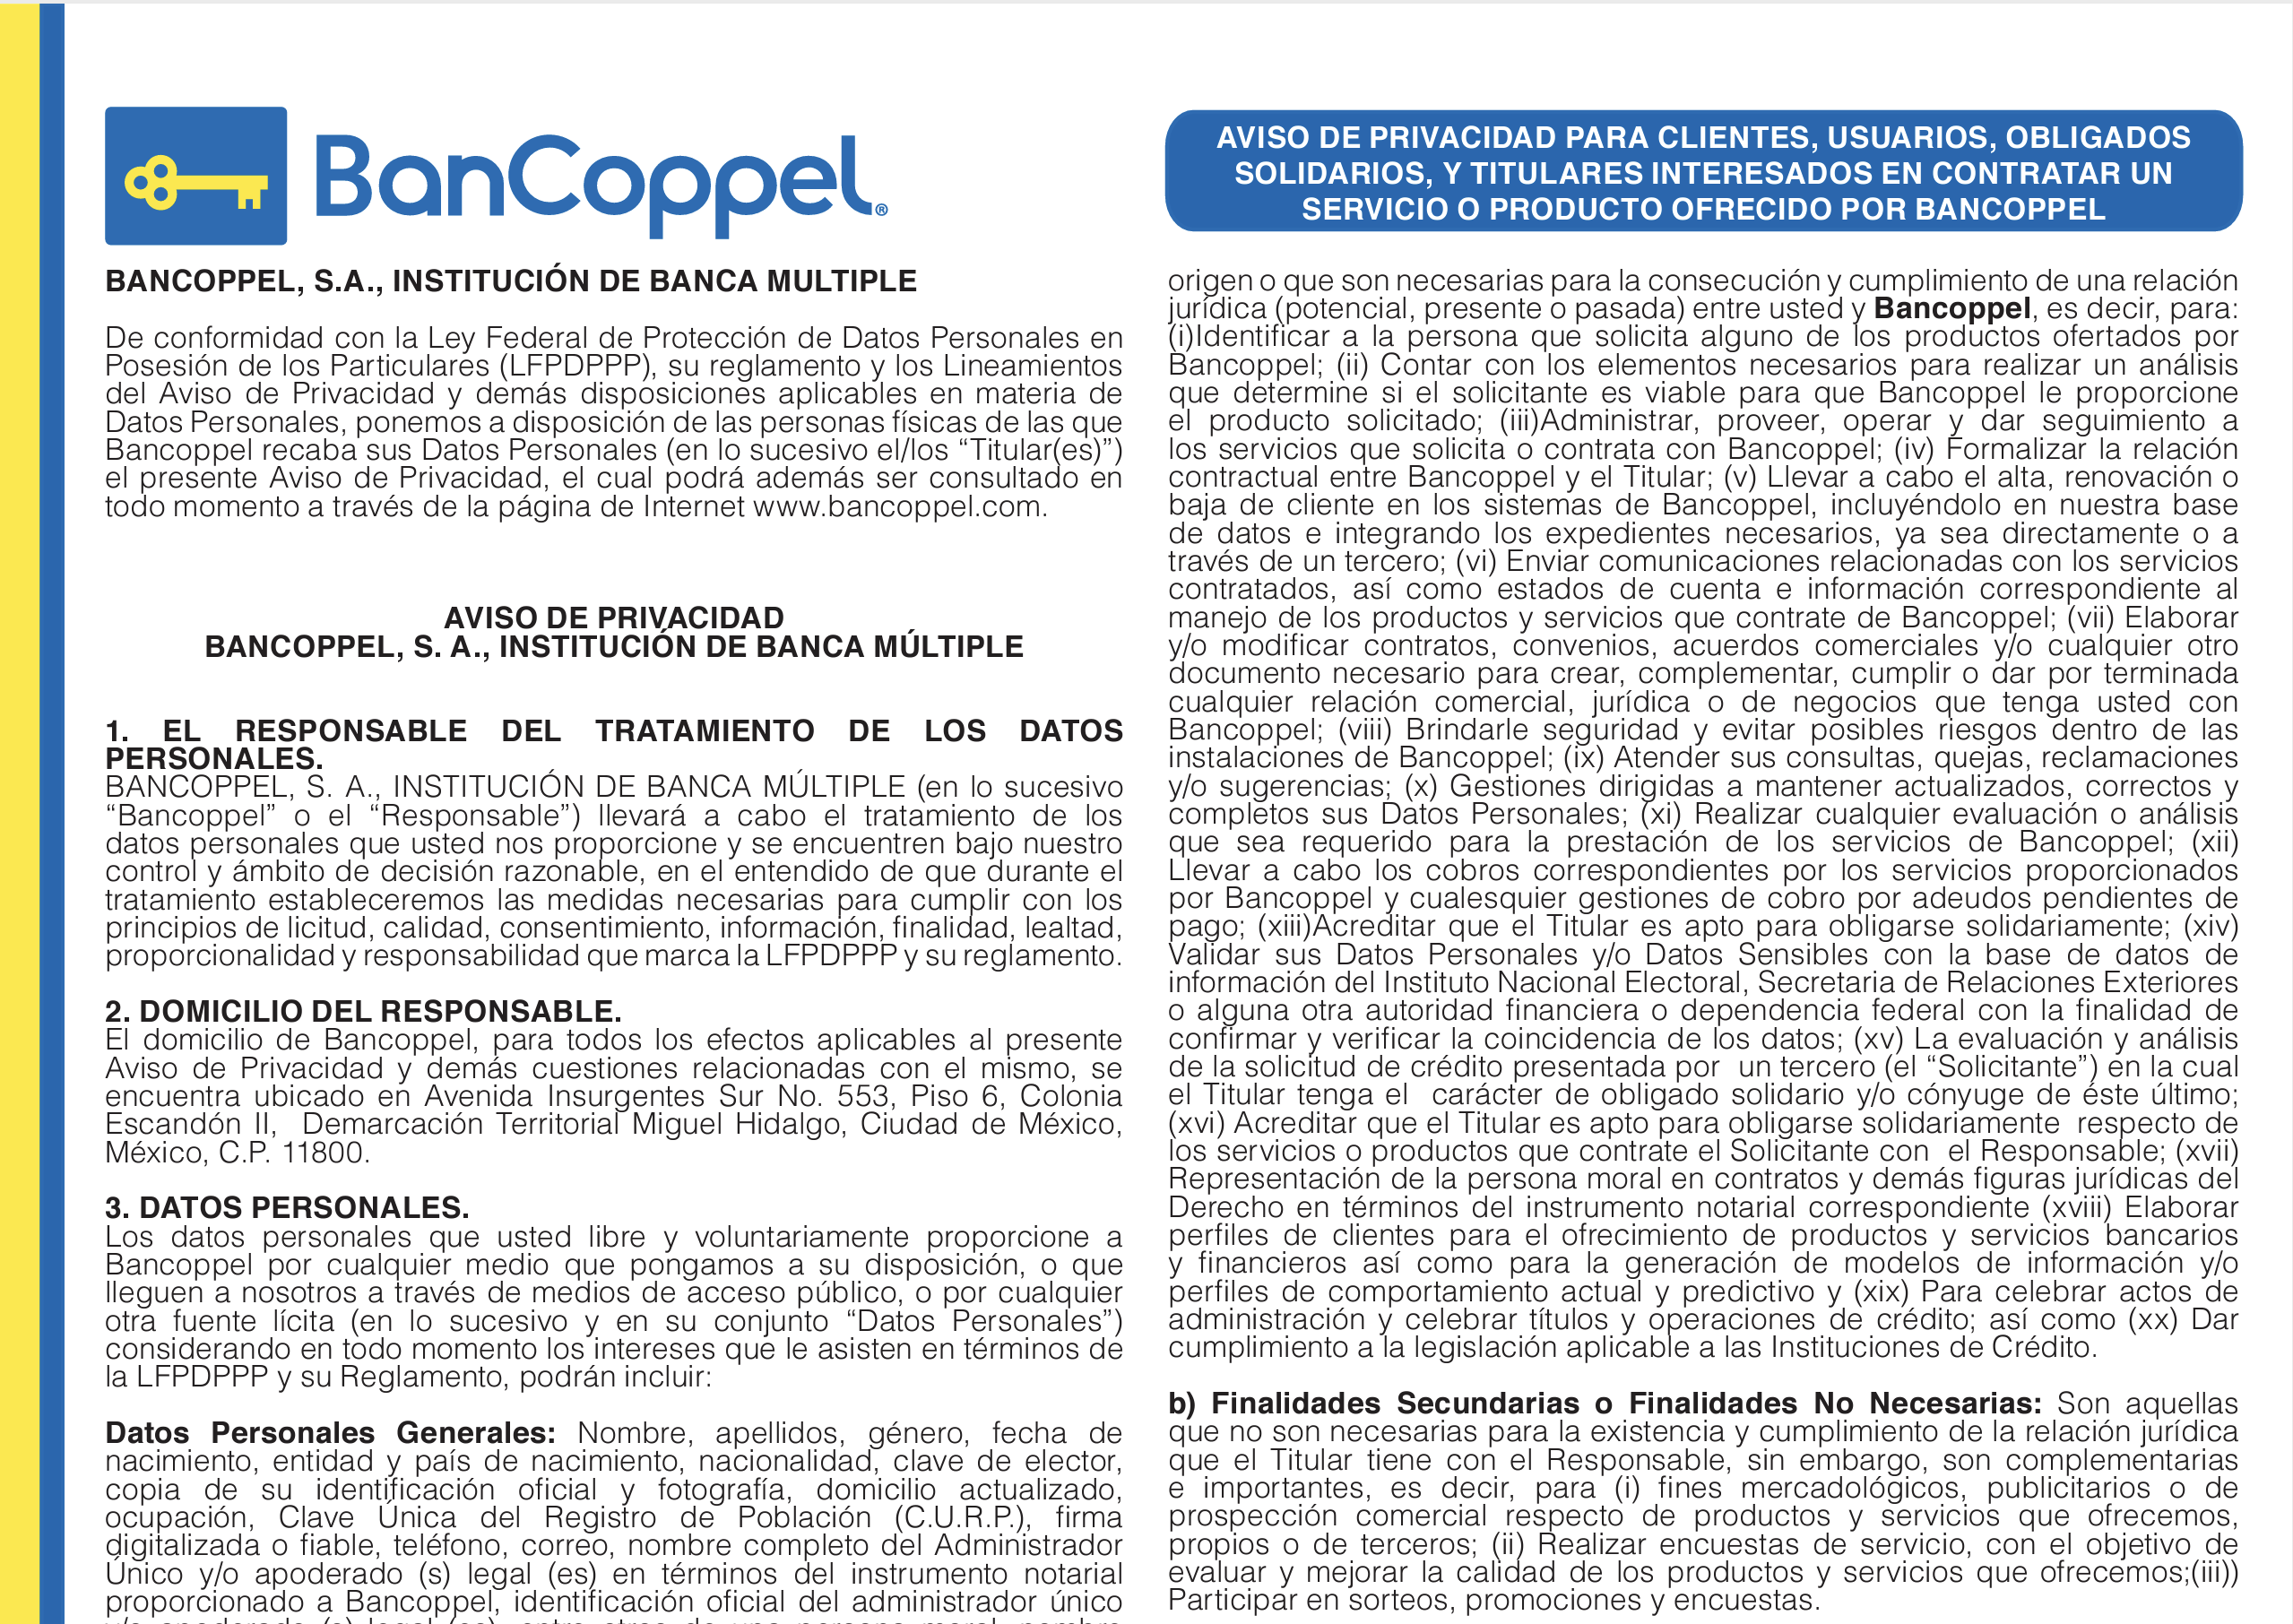 BanCoppel®
AVISO DE PRIVACIDAD PARA CLIENTES, USUARIOS, OBLIGADOS
SOLIDARIOS, Y TITULARES INTERESADOS EN CONTRATAR UN
SERVICIO O PRODUCTO OFRECIDO POR BANCOPPEL
BANCOPPEL, S.A., INSTITUCIÓN DE BANCA MULTIPLE
De conformidad con la Ley Federal de Protección de Datos Personales en
Posesión de los Particulares (LFPDPPP), su reglamento y los Lineamientos
del Aviso de Privacidad y demás disposiciones aplicables en materia de
Datos Personales, ponemos a disposición de las personas físicas de las que
Bancoppel recaba sus Datos Personales (en lo sucesivo el/los “Titular(es)”)
el presente Aviso de Privacidad, el cual podrá además ser consultado en
todo momento a través de la página de Internet www.bancoppel.com.
AVISO DE PRIVACIDAD
BANCOPPEL, S. A., INSTITUCIÓN DE BANCA MÚLTIPLE
1. EL RESPONSABLE DEL TRATAMIENTO DE LOS DATOS
PERSONALES.
BANCOPPEL, S. A., INSTITUCIÓN DE BANCA MÚLTIPLE (en lo sucesivo
“Bancoppel” o el “Responsable”) llevará a cabo el tratamiento de los
datos personales que usted nos proporcione y se encuentren bajo nuestro
control y ámbito de decisión razonable, en el entendido de que durante el
tratamiento estableceremos las medidas necesarias para cumplir con los
principios de licitud, calidad, consentimiento, información, finalidad, lealtad,
proporcionalidad y responsabilidad que marca la LFPDPPP y su reglamento.
2. DOMICILIO DEL RESPONSABLE.
El domicilio de Bancoppel, para todos los efectos aplicables al presente
Aviso de Privacidad y demás cuestiones relacionadas con el mismo, se
encuentra ubicado en Avenida Insurgentes Sur No. 553, Piso 6, Colonia
Escandón II, Demarcación Territorial Miguel Hidalgo, Ciudad de México,
México, C.P. 11800.
3. DATOS PERSONALES.
Los datos personales que usted libre y voluntariamente proporcione a
Bancoppel por cualquier medio que pongamos a su disposición, o que
lleguen a nosotros a través de medios de acceso público, o por cualquier
otra fuente lícita (en lo sucesivo y en su conjunto “Datos Personales”)
considerando en todo momento los intereses que le asisten en términos de
la LFPDPPP y su Reglamento, podrán incluir:
Datos Personales Generales: Nombre, apellidos, género, fecha de
nacimiento, entidad y país de nacimiento, nacionalidad, clave de elector,
copia de su identificación oficial y fotografía, domicilio actualizado,
ocupación, Clave Única del Registro de Población (C.U.R.P.), firma
digitalizada o fiable, teléfono, correo, nombre completo del Administrador
Único y/o apoderado (s) legal (es) en términos del instrumento notarial
proporcionado a Bancoppel, identificación oficial del administrador único
origen o que son necesarias para la consecución y cumplimiento de una relación
jurídica (potencial, presente o pasada) entre usted y Bancoppel, es decir, para:
(i)Identificar a la persona que solicita alguno de los productos ofertados por
Bancoppel; (ii) Contar con los elementos necesarios para realizar un análisis
que determine si el solicitante es viable para que Bancoppel le proporcione
el producto solicitado; (iii)Administrar, proveer, operar y dar seguimiento a
los servicios que solicita o contrata con Bancoppel; (iv) Formalizar la relación
contractual entre Bancoppel y el Titular; (v) Llevar a cabo el alta, renovación o
baja de cliente en los sistemas de Bancoppel, incluyéndolo en nuestra base
de datos e integrando los expedientes necesarios, ya sea directamente o a
través de un tercero; (vi) Enviar comunicaciones relacionadas con los servicios
contratados, así como estados de cuenta e información correspondiente al
manejo de los productos y servicios que contrate de Bancoppel; (vii) Elaborar
y/o modificar contratos, convenios, acuerdos comerciales y/o cualquier otro
documento necesario para crear, complementar, cumplir o dar por terminada
cualquier relación comercial, jurídica o de negocios que tenga usted con
Bancoppel; (viii) Brindarle seguridad y evitar posibles riesgos dentro de las
instalaciones de Bancoppel; (ix) Atender sus consultas, quejas, reclamaciones
y/o sugerencias; (x) Gestiones dirigidas a mantener actualizados, correctos y
completos sus Datos Personales; (xi) Realizar cualquier evaluación o análisis
que sea requerido para la prestación de los servicios de Bancoppel; (xii)
Llevar a cabo los cobros correspondientes por los servicios proporcionados
por Bancoppel y cualesquier gestiones de cobro por adeudos pendientes de
pago; (xiii)Acreditar que el Titular es apto para obligarse solidariamente; (xiv)
Validar sus Datos Personales y/o Datos Sensibles con la base de datos de
información del Instituto Nacional Electoral, Secretaria de Relaciones Exteriores
o alguna otra autoridad financiera o dependencia federal con la finalidad de
confirmar y verificar la coincidencia de los datos; (xv) La evaluación y análisis
de la solicitud de crédito presentada por un tercero (el “Solicitante”) en la cual
el Titular tenga el carácter de obligado solidario y/o cónyuge de éste último;
(xvi) Acreditar que el Titular es apto para obligarse solidariamente respecto de
los servicios o productos que contrate el Solicitante con el Responsable; (xvii)
Representación de la persona moral en contratos y demás figuras jurídicas del
Derecho en términos del instrumento notarial correspondiente (xviii) Elaborar
perfiles de clientes para el ofrecimiento de productos y servicios bancarios
y financieros así como para la generación de modelos de información y/o
perfiles de comportamiento actual y predictivo y (xix) Para celebrar actos de
administración y celebrar títulos y operaciones de crédito; así como (xx) Dar
cumplimiento a la legislación aplicable a las Instituciones de Crédito.
b) Finalidades Secundarias o Finalidades No Necesarias: Son aquellas
que no son necesarias para la existencia y cumplimiento de la relación jurídica
que el Titular tiene con el Responsable, sin embargo, son complementarias
e importantes, es decir, para (i) fines mercadológicos, publicitarios o de
prospección comercial respecto de productos y servicios que ofrecemos,
propios o de terceros; (ii) Realizar encuestas de servicio, con el objetivo de
evaluar y mejorar la calidad de los productos y servicios que ofrecemos;(iii))
Participar en sorteos, promociones y encuestas.